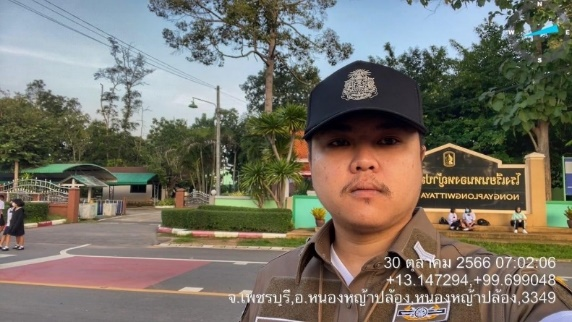 N
W
S
NONGYAPLONGWITTAYA
30 ตุลาคม 2566 07:02:06
+13.147294,+99.699048
จ.เพชรบุรี,อ.หนองหญ้าปล้อง,หนองหญ้าปล้อง,3349